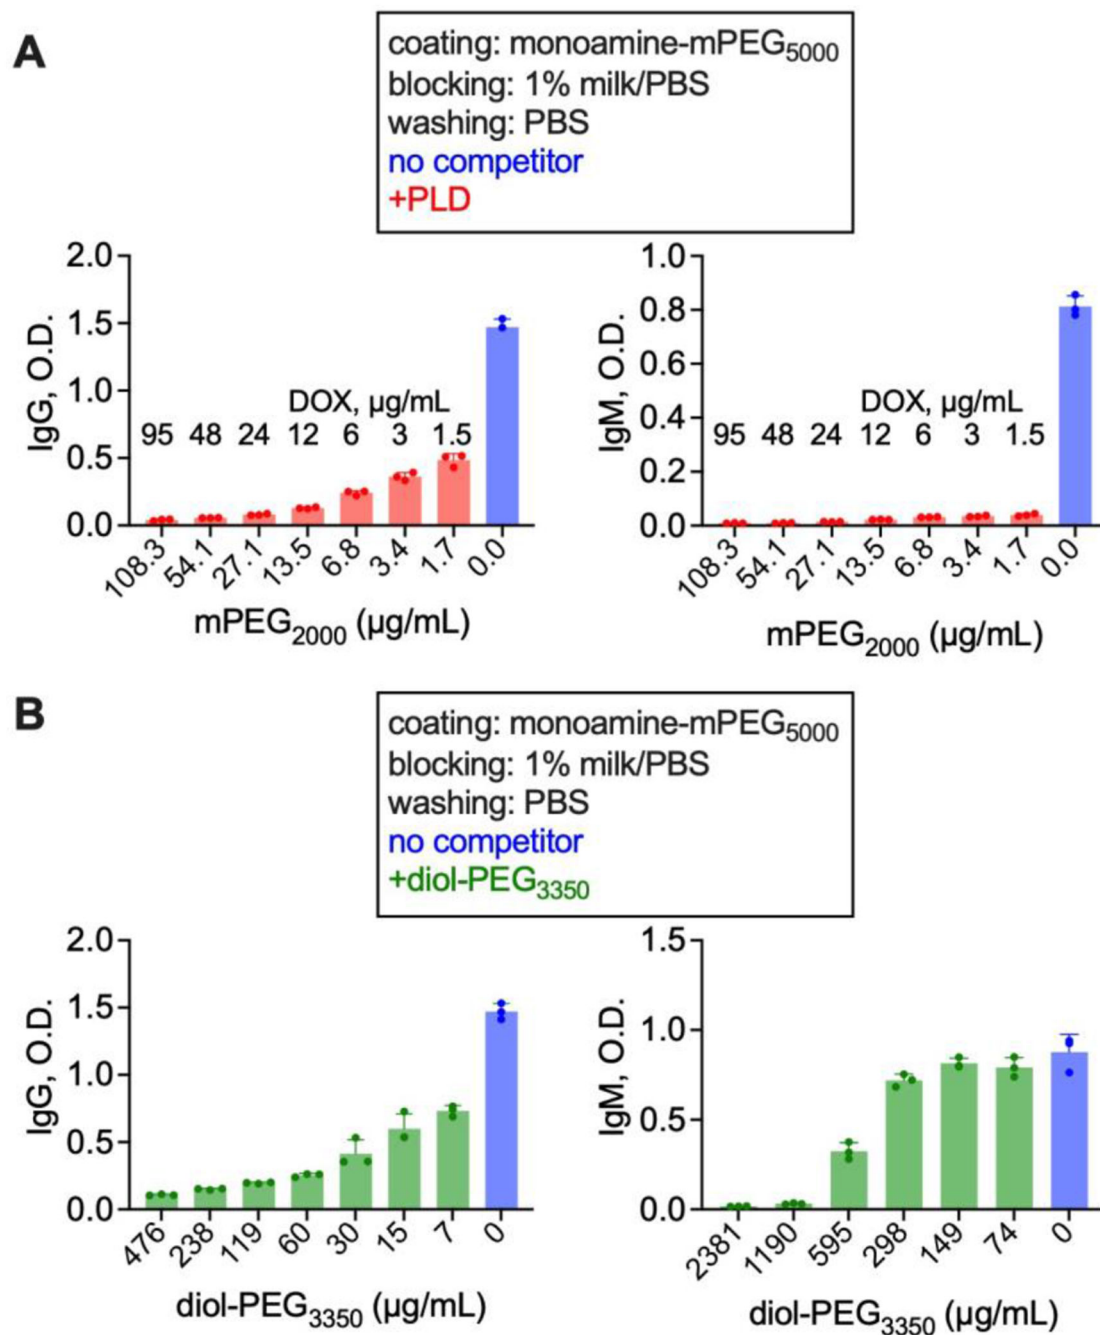 A
coating: monoamine-mPEG5000
blocking: 1% milk/PBS
washing: PBS
no competitor
+PLD
2.0
1.5
1.0
0.5
0.0
IgG, O.D.
DOX, µg/mL
95 48 24 12 6 3 1.5
108.3 54.1 27.1 13.5 6.8 3.4 1.7 0.0
mPEG2000 (µg/mL)
1.0
0.8
0.6
0.4
0.2
0.0
IgM, O.D.
DOX, µg/mL
95 48 24 12 6 3 1.5
108.3 54.1 27.1 13.5 6.8 3.4 1.7 0.0
mPEG2000 (µg/mL)
B
coating: monoamine-mPEG5000
blocking: 1% milk/PBS
washing: PBS
no competitor
+diol-PEG3350
2.0
1.5
1.0
0.5
0.0
IgG, O.D.
476 238 119 60 30 15 7 0
diol-PEG3350 (µg/mL)
1.5
1.0
0.5
0.0
IgM, O.D.
2381 1190 595 298 149 74 0
diol-PEG3350 (µg/mL)